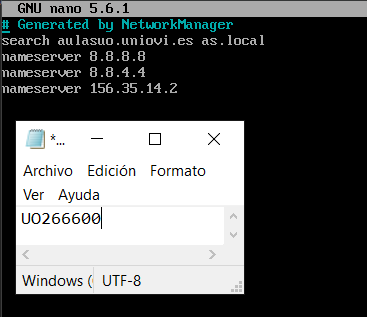 GNU nano 5.6.1
# Generated by NetworkManager
search aulasuo.uniovi.es as.local
nameserver 8.8.8.8
nameserver 8.8.4.4
nameserver 156.35.14.2
*...
Archivo Edición Formato
Ver Ayuda
UO266600
Windows (
UTF-8